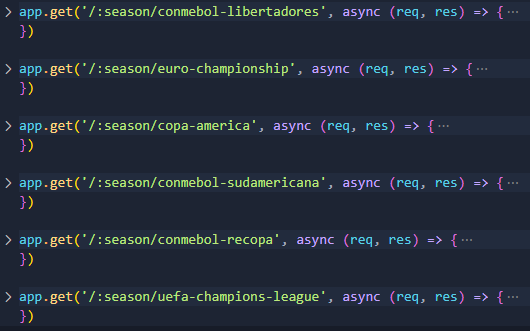 app.get('/:season/conmebol-libertadores', async (req, res) => {···
})
app.get('/:season/euro-championship', async (req, res) => {···
})
app.get('/:season/copa-america', async (req, res) => {···
})
app.get('/:season/conmebol-sudamericana', async (req, res) => {···
})
app.get('/:season/conmebol-recopa', async (req, res) => {···
})
app.get('/:season/uefa-champions-league', async (req, res) => {···
})